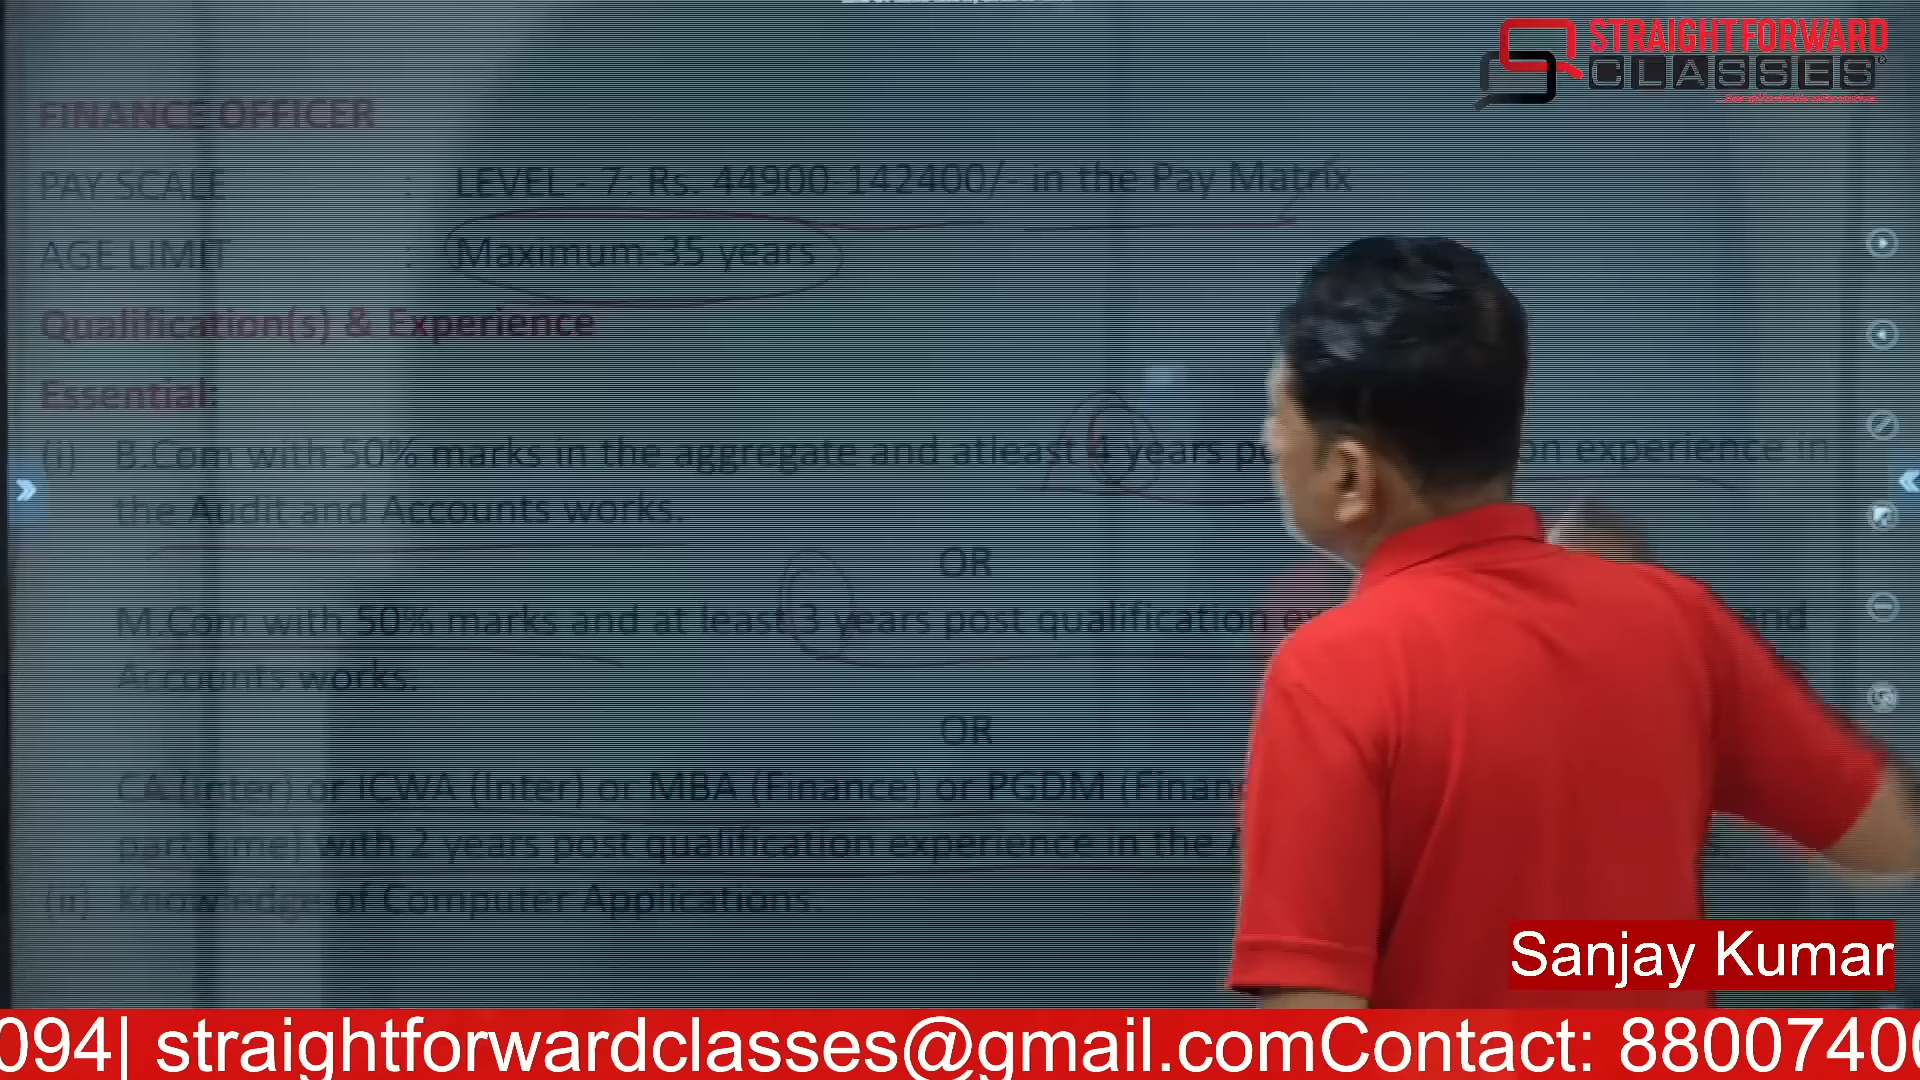 STRAIGHTFORWARD
CLASSES
FINANCE OFFICER
PAY SCALE : LEVEL - 7: Rs. 44900-142400/- in the Pay Matrix
AGE LIMIT : Maximum-35 years
Qualification(s) & Experience
Essential:
(i) B.Com with 50% marks in the aggregate and atleast 4 years on experience in
the Audit and Accounts works.
OR
M.Com with 50% marks and at least 3 years post qualification and
Accounts works.
OR
CA (Inter) or ICWA (Inter) or MBA (Finance) or PGDM
part time) with 2 years post qualification experience in the
(ii) Knowledge of Computer Applications.
Sanjay Kumar
094| straightforwardclasses@gmail.comContact: 8800740